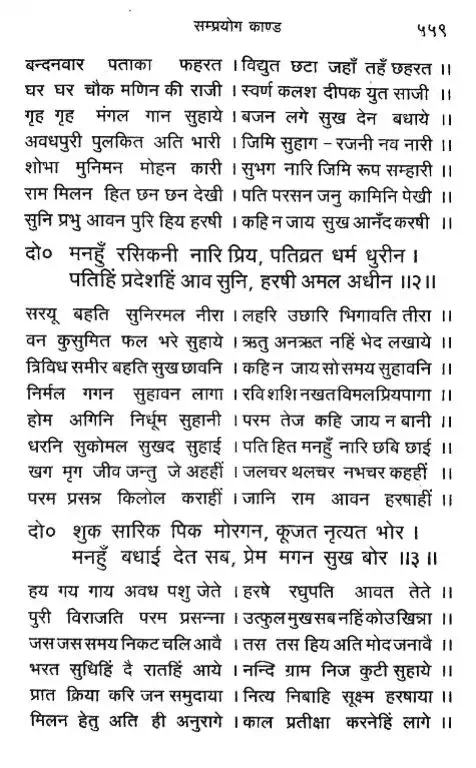 सम्प्रयोग काण्ड ५५९
बन्दनवार पताका फहरत । विद्युत छटा जहाँ तहँ छहरत ।।
घर घर चौक मणिन की राजी । स्वर्ण कलश दीपक युत साजी ।।
गृह गृह मंगल गान सुहाये । बजन लगे सुख देन बधाये ।।
अवधपुरी पुलकित अति भारी । जिमि सुहाग - रजनी नव नारी ।।
शोभा मुनिमन मोहन कारी । सुभग नारि जिमि रूप सम्हारी ।।
राम मिलन हित छन छन देखी । पति परसन जनु कामिनि पेखी ।।
सुनि प्रभु आवन पुरि हिय हरषी । कहि न जाय सुख आनँद करषी ।।
दो० मनहुँ रसिकनी नारि प्रिय, पतिव्रत धर्म धुरीन ।
पतिहिं प्रदेशहिं आव सुनि, हरषी अमल अधीन ।।२।।
सरयू बहति सुनिरमल नीरा । लहरि उछारि भिगावति तीरा ।।
वन कुसुमित फल भरे सुहाये । ऋतु अनऋत नहिं भेद लखाये ।।
त्रिविध समीर बहति सुख छावनि । कहि न जाय सो समय सुहावनि ।।
निर्मल गगन सुहावन लागा । रवि शशि नखत विमल प्रियपागा ।।
होम अगिनि निर्धूम सुहानी । परम तेज कहि जाय न बानी ।।
धरनि सुकोमल सुखद सुहाई । पति हित मनहुँ नारि छबि छाई ।।
खग मृग जीव जन्तु जे अहहीं । जलचर थलचर नभचर कहहीं ।।
परम प्रसन्न किलोल कराहीं । जानि राम आवन हरषाहीं ।।
दो० शुक सारिक पिक मोरगन, कूजत नृत्यत भोर ।
मनहुँ बधाई देत सब, प्रेम मगन सुख बोर ।।३।।
हय गय गाय अवध पशु जेते । हरषे रघुपति आवत तेते ।।
पुरी विराजति परम प्रसन्ना । उत्फुल मुख सब नहिं कोउ खिन्ना ।।
जस जस समय निकट चलि आवै । तस तस हिय अति मोद जनावै ।।
भरत सुधिहिं दै रातहिं आये । नन्दि ग्राम निज कुटी सुहाये ।।
प्रात क्रिया करि जन समुदाया । नित्य निबाहि सूक्ष्म हरषाया ।।
मिलन हेतु अति ही अनुरागे । काल प्रतीक्षा करनेहिं लागे ।।